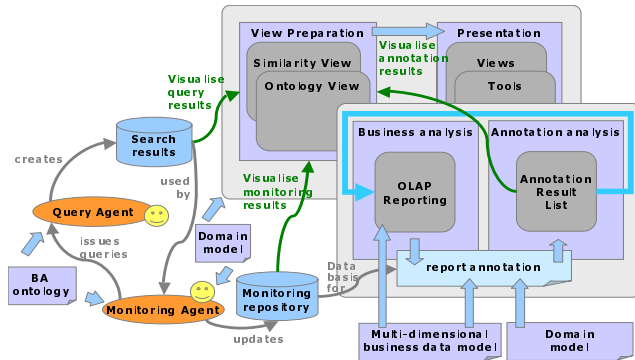 View Preparation
Presentation
Visualise
annotation
results
Similarity View
Views
Ontology View
Tools
Visualise
query
results
Business analysis
Annotation analysis
Search
results
creates
used
by
Visualise
monitoring
results
OLAP
Reporting
Annotation
Result
List
Query Agent
Domain
model
issues
queries
BA
ontology
Data
basis
for
report annotation
Monitoring
repository
Monitoring Agent
updates
Multi-dimensional
business data model
Domain
model